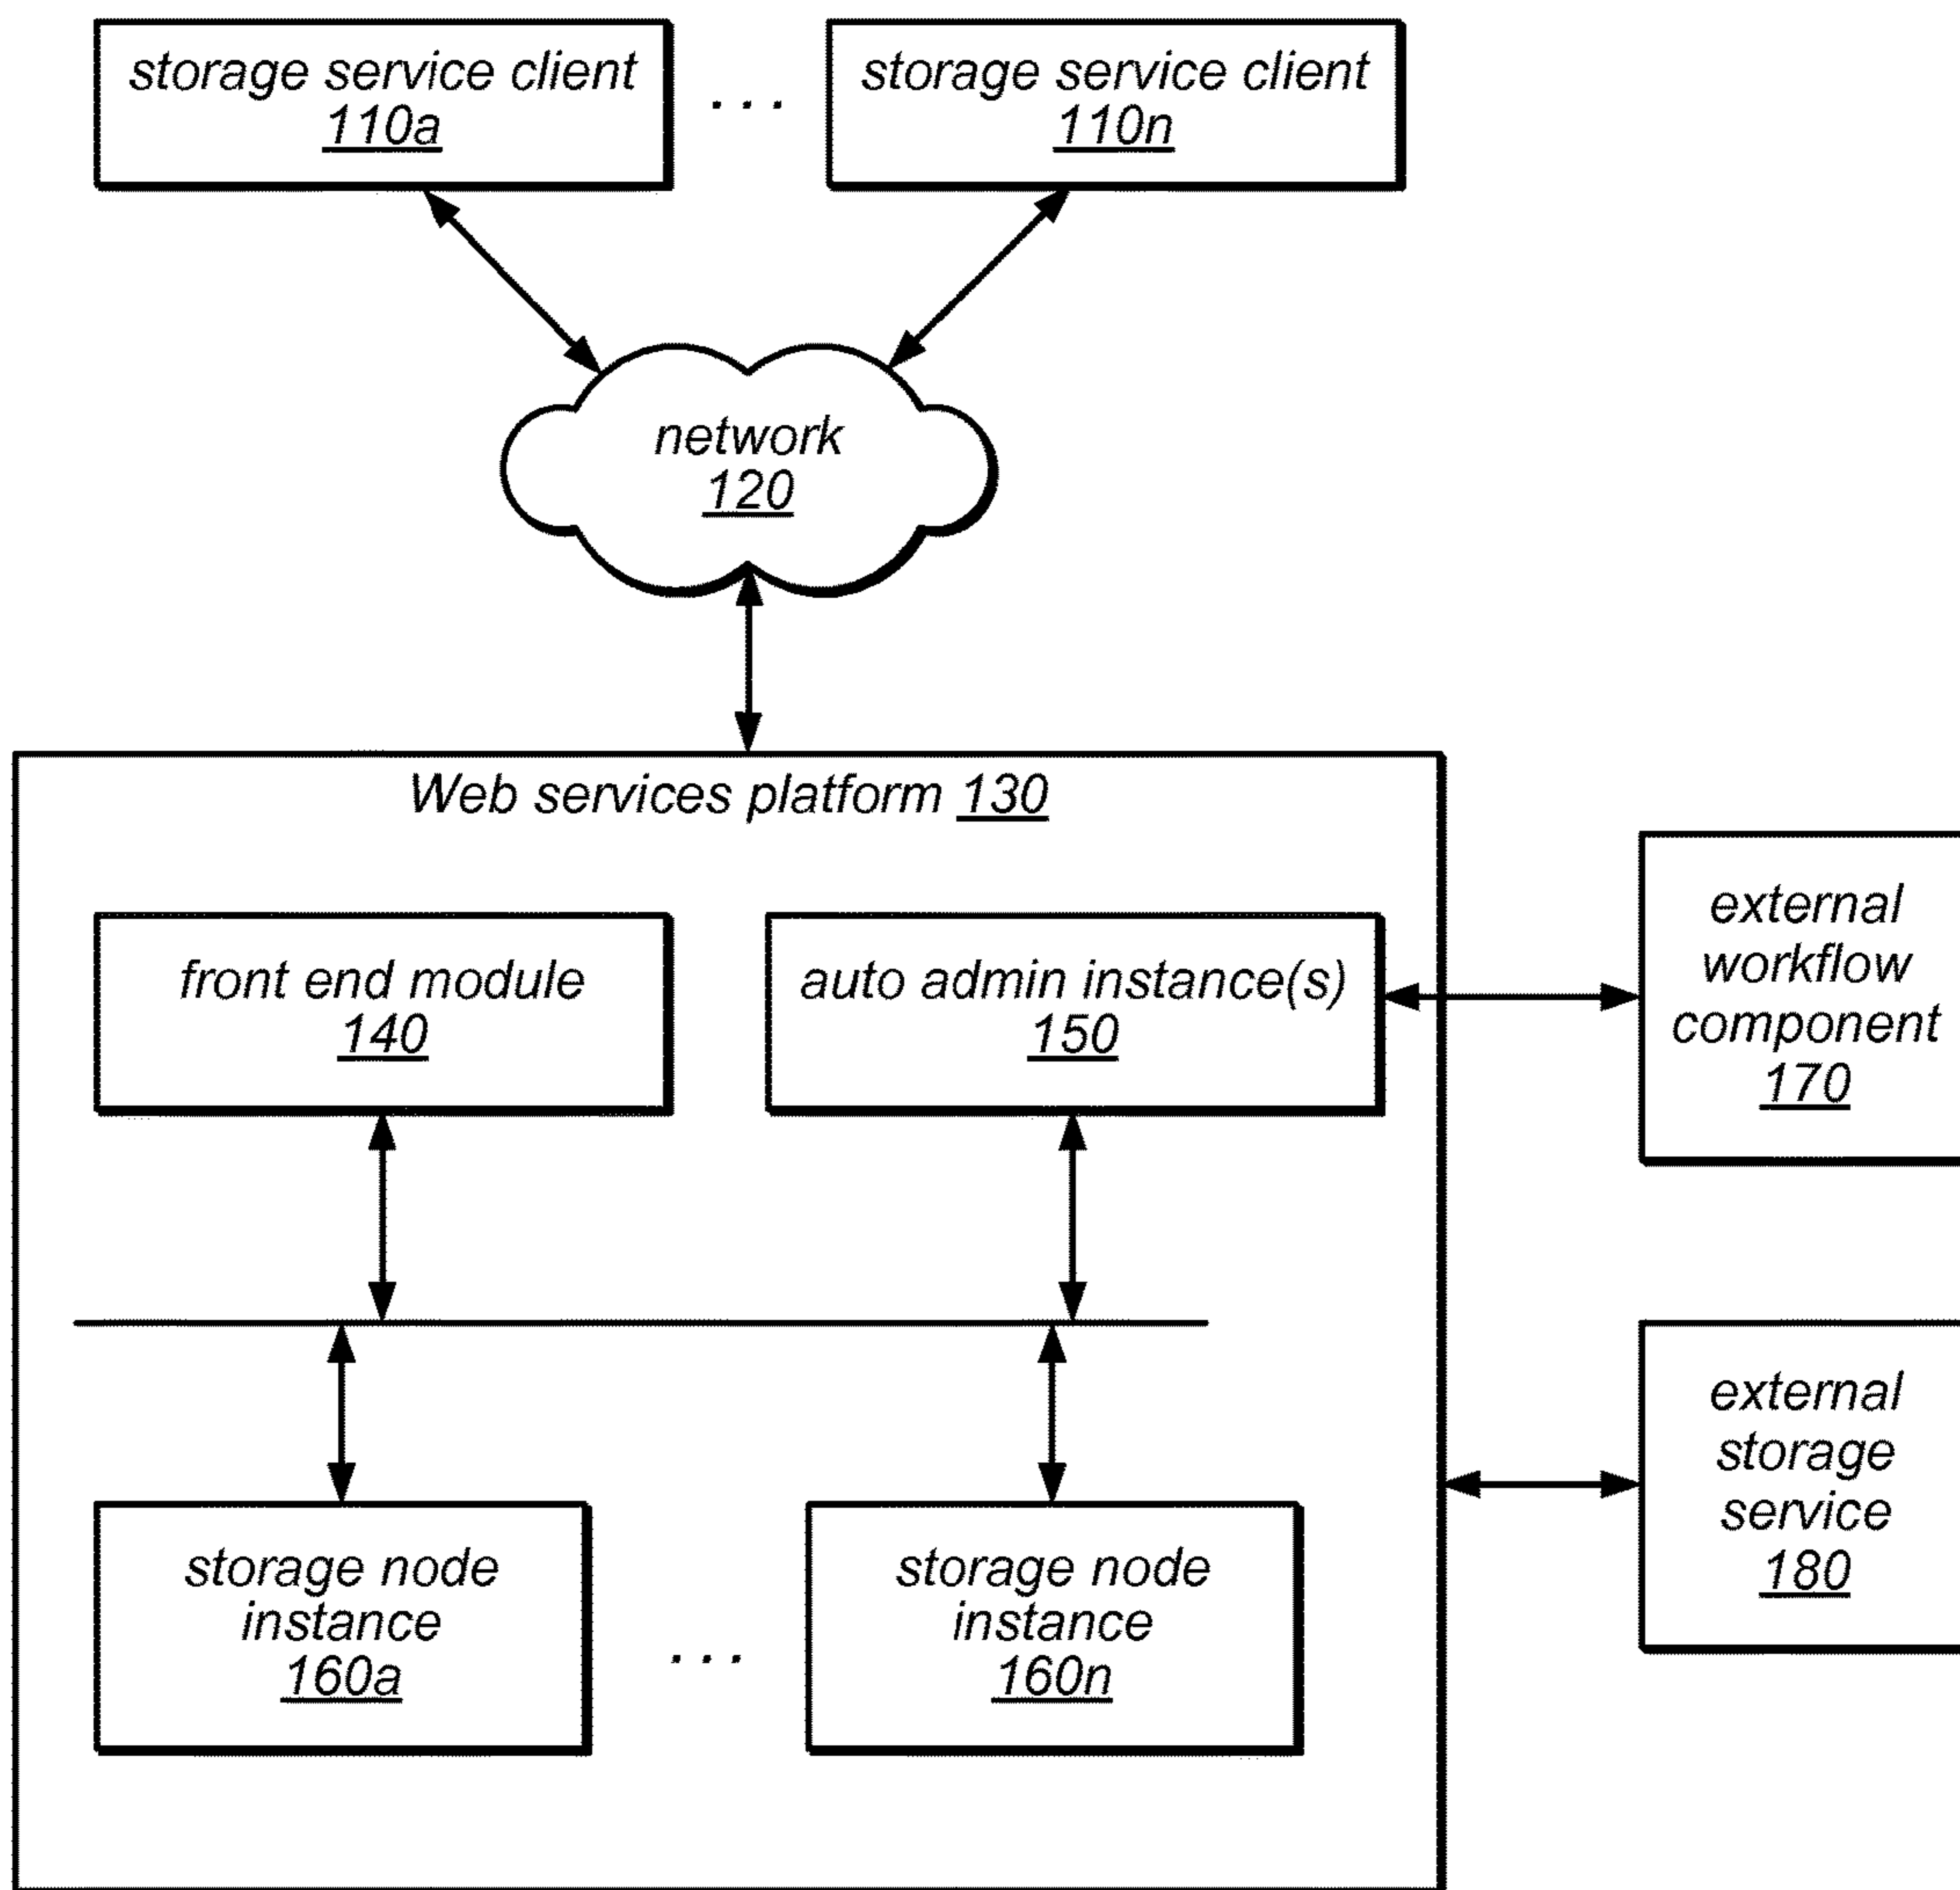 storage service client
110a
. . .
storage service client
110n
network
120
Web services platform 130
front end module
140
auto admin instance(s)
150
external
workflow
component
170
external
storage
service
180
storage node
instance
160a
. . .
storage node
instance
160n